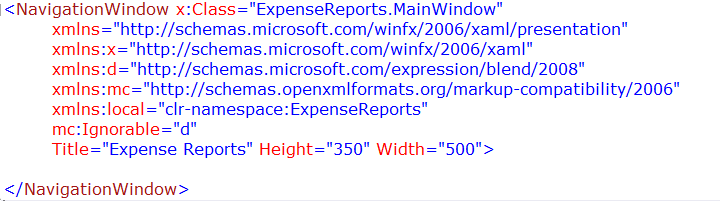 <NavigationWindow x:Class="ExpenseReports.MainWindow"
xmlns="http://schemas.microsoft.com/winfx/2006/xaml/presentation"
xmlns:x="http://schemas.microsoft.com/winfx/2006/xaml"
xmlns:d="http://schemas.microsoft.com/expression/blend/2008"
xmlns:mc="http://schemas.openxmlformats.org/markup-compatibility/2006"
xmlns:local="clr-namespace:ExpenseReports"
mc:Ignorable="d"
Title="Expense Reports" Height="350" Width="500">
</NavigationWindow>